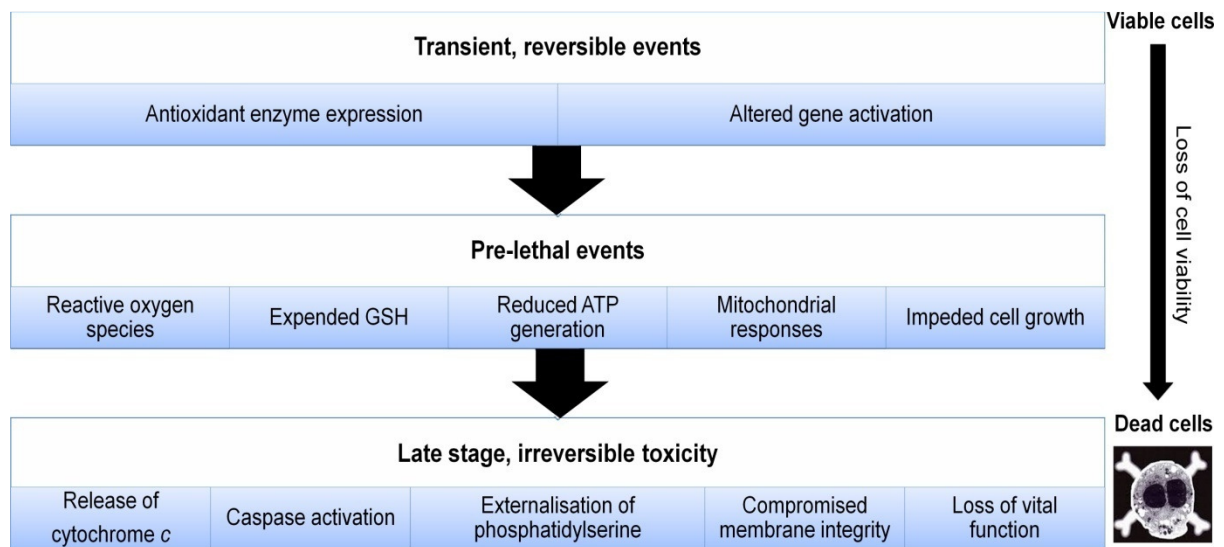 Transient, reversible events
Viable cells
Antioxidant enzyme expression
Altered gene activation
Loss of cell viability
Pre-lethal events
Reactive oxygen
species
Expended GSH
Reduced ATP
generation
Mitochondrial
responses
Impeded cell growth
Late stage, irreversible toxicity
Dead cells
Release of
cytochrome c
Caspase activation
Externalisation of
phosphatidylserine
Compromised
membrane integrity
Loss of vital
function